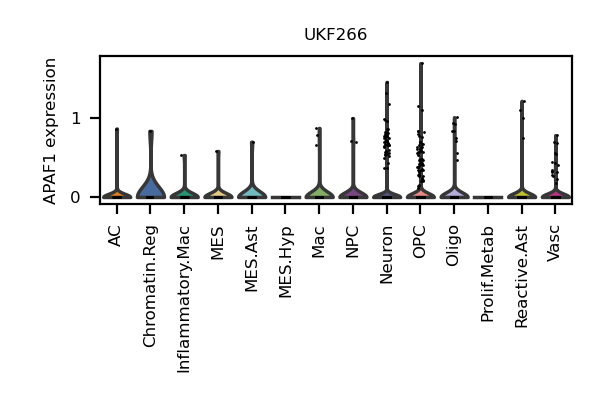 UKF266
APAF1 expression
1
0
AC
Chromatin.Reg
Inflammatory.Mac
MES
MES.Ast
MES.Hyp
Mac
NPC
Neuron
OPC
Oligo
Prolif.Metab
Reactive.Ast
Vasc